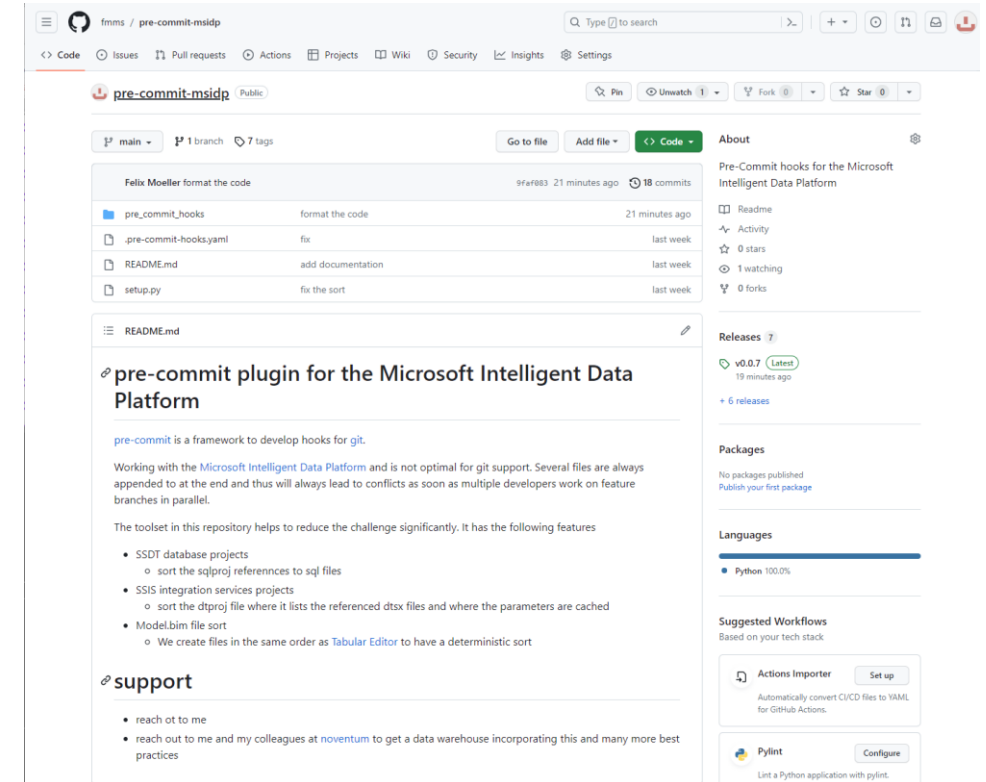 fmms / pre-commit-msidp
Type / to search
Code Issues Pull requests Actions Projects Wiki Security Insights Settings
pre-commit-msidp Public
Pin Unwatch 1 Fork 0 Star 0
main 1 branch 7 tags
Go to file Add file Code
Felix Moeller format the code 9faf083 21 minutes ago 18 commits
pre_commit_hooks format the code 21 minutes ago
.pre-commit-hooks.yaml fix last week
README.md add documentation last week
setup.py fix the sort last week
README.md
pre-commit plugin for the Microsoft Intelligent Data
Platform
pre-commit is a framework to develop hooks for git.
Working with the Microsoft Intelligent Data Platform and is not optimal for git support. Several files are always
appended to at the end and thus will always lead to conflicts as soon as multiple developers work on feature
branches in parallel.
The toolset in this repository helps to reduce the challenge significantly. It has the following features
• SSDT database projects
○ sort the sqlproj referennces to sql files
• SSIS integration services projects
○ sort the dtproj file where it lists the referenced dtsx files and where the parameters are cached
• Model.bim file sort
○ We create files in the same order as Tabular Editor to have a deterministic sort
support
• reach ot to me
• reach out to me and my colleagues at noventum to get a data warehouse incorporating this and many more best
practices
About
Pre-Commit hooks for the Microsoft
Intelligent Data Platform
Readme
Activity
0 stars
1 watching
0 forks
Releases 7
v0.0.7 Latest
19 minutes ago
+ 6 releases
Packages
No packages published
Publish your first package
Languages
Python 100.0%
Suggested Workflows
Based on your tech stack
Actions Importer Set up
Automatically convert CI/CD files to YAML
for GitHub Actions.
Pylint Configure
Lint a Python application with pylint.